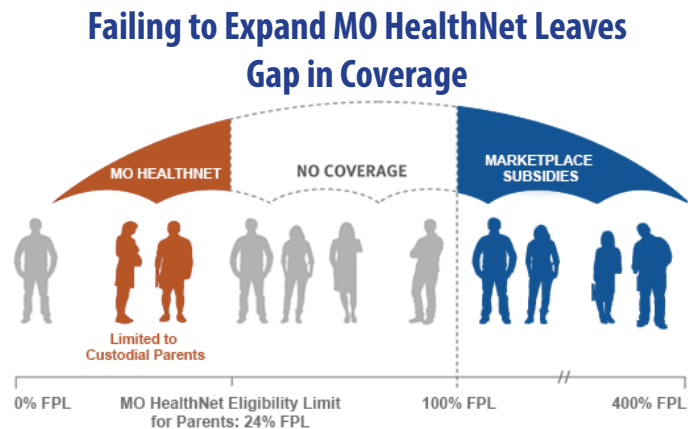 Failing to Expand MO HealthNet Leaves
Gap in Coverage
MO HEALTHNET
NO COVERAGE
MARKETPLACE
SUBSIDIES
Limited to
Custodial Parents
0% FPL
MO HealthNet Eligibility Limit
for Parents: 24% FPL
100% FPL
//
400% FPL